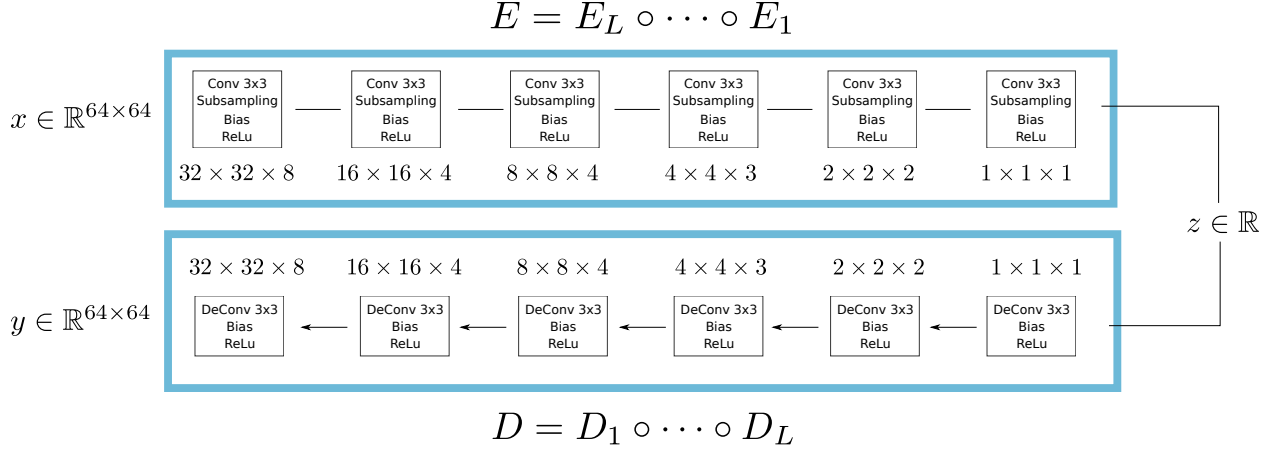 E = E_L ∘ ⋯ ∘ E_1
x ∈ ℝ^{64×64}
Conv 3x3
Subsampling
Bias
ReLu
Conv 3x3
Subsampling
Bias
ReLu
Conv 3x3
Subsampling
Bias
ReLu
Conv 3x3
Subsampling
Bias
ReLu
Conv 3x3
Subsampling
Bias
ReLu
Conv 3x3
Subsampling
Bias
ReLu
32 × 32 × 8
16 × 16 × 4
8 × 8 × 4
4 × 4 × 3
2 × 2 × 2
1 × 1 × 1
z ∈ ℝ
32 × 32 × 8
16 × 16 × 4
8 × 8 × 4
4 × 4 × 3
2 × 2 × 2
1 × 1 × 1
y ∈ ℝ^{64×64}
DeConv 3x3
Bias
ReLu
DeConv 3x3
Bias
ReLu
DeConv 3x3
Bias
ReLu
DeConv 3x3
Bias
ReLu
DeConv 3x3
Bias
ReLu
DeConv 3x3
Bias
ReLu
D = D_1 ∘ ⋯ ∘ D_L